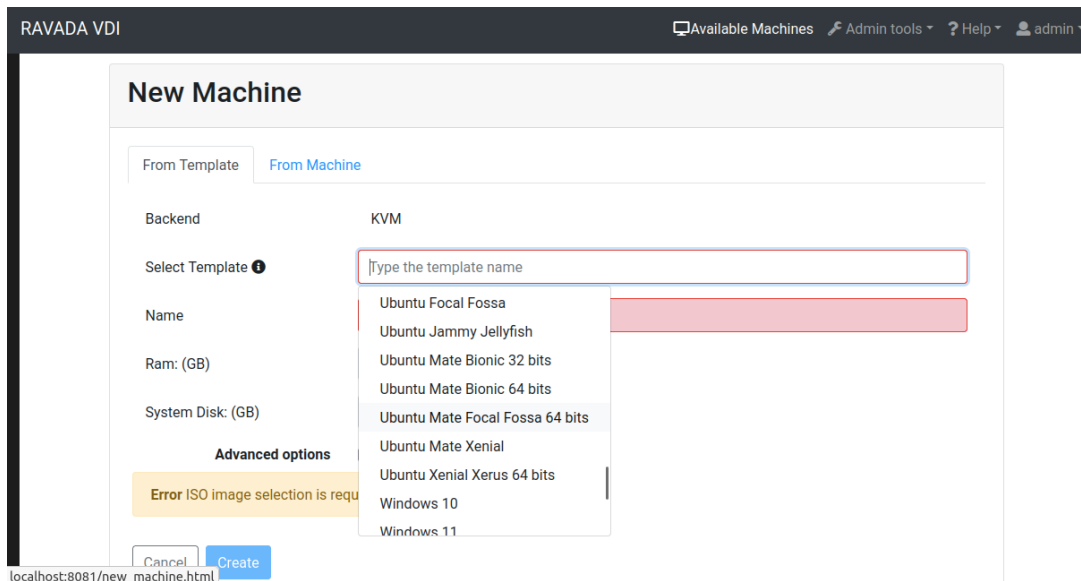 RAVADA VDI Available Machines Admin tools ? Help admin
New Machine
From Template From Machine
Backend KVM
Select Template Type the template name
Name
Ram: (GB)
System Disk: (GB)
Ubuntu Focal Fossa
Ubuntu Jammy Jellyfish
Ubuntu Mate Bionic 32 bits
Ubuntu Mate Bionic 64 bits
Ubuntu Mate Focal Fossa 64 bits
Ubuntu Mate Xenial
Ubuntu Xenial Xerus 64 bits
Windows 10
Windows 11
Advanced options
Error ISO image selection is requ
Cancel Create
localhost:8081/new_machine.html